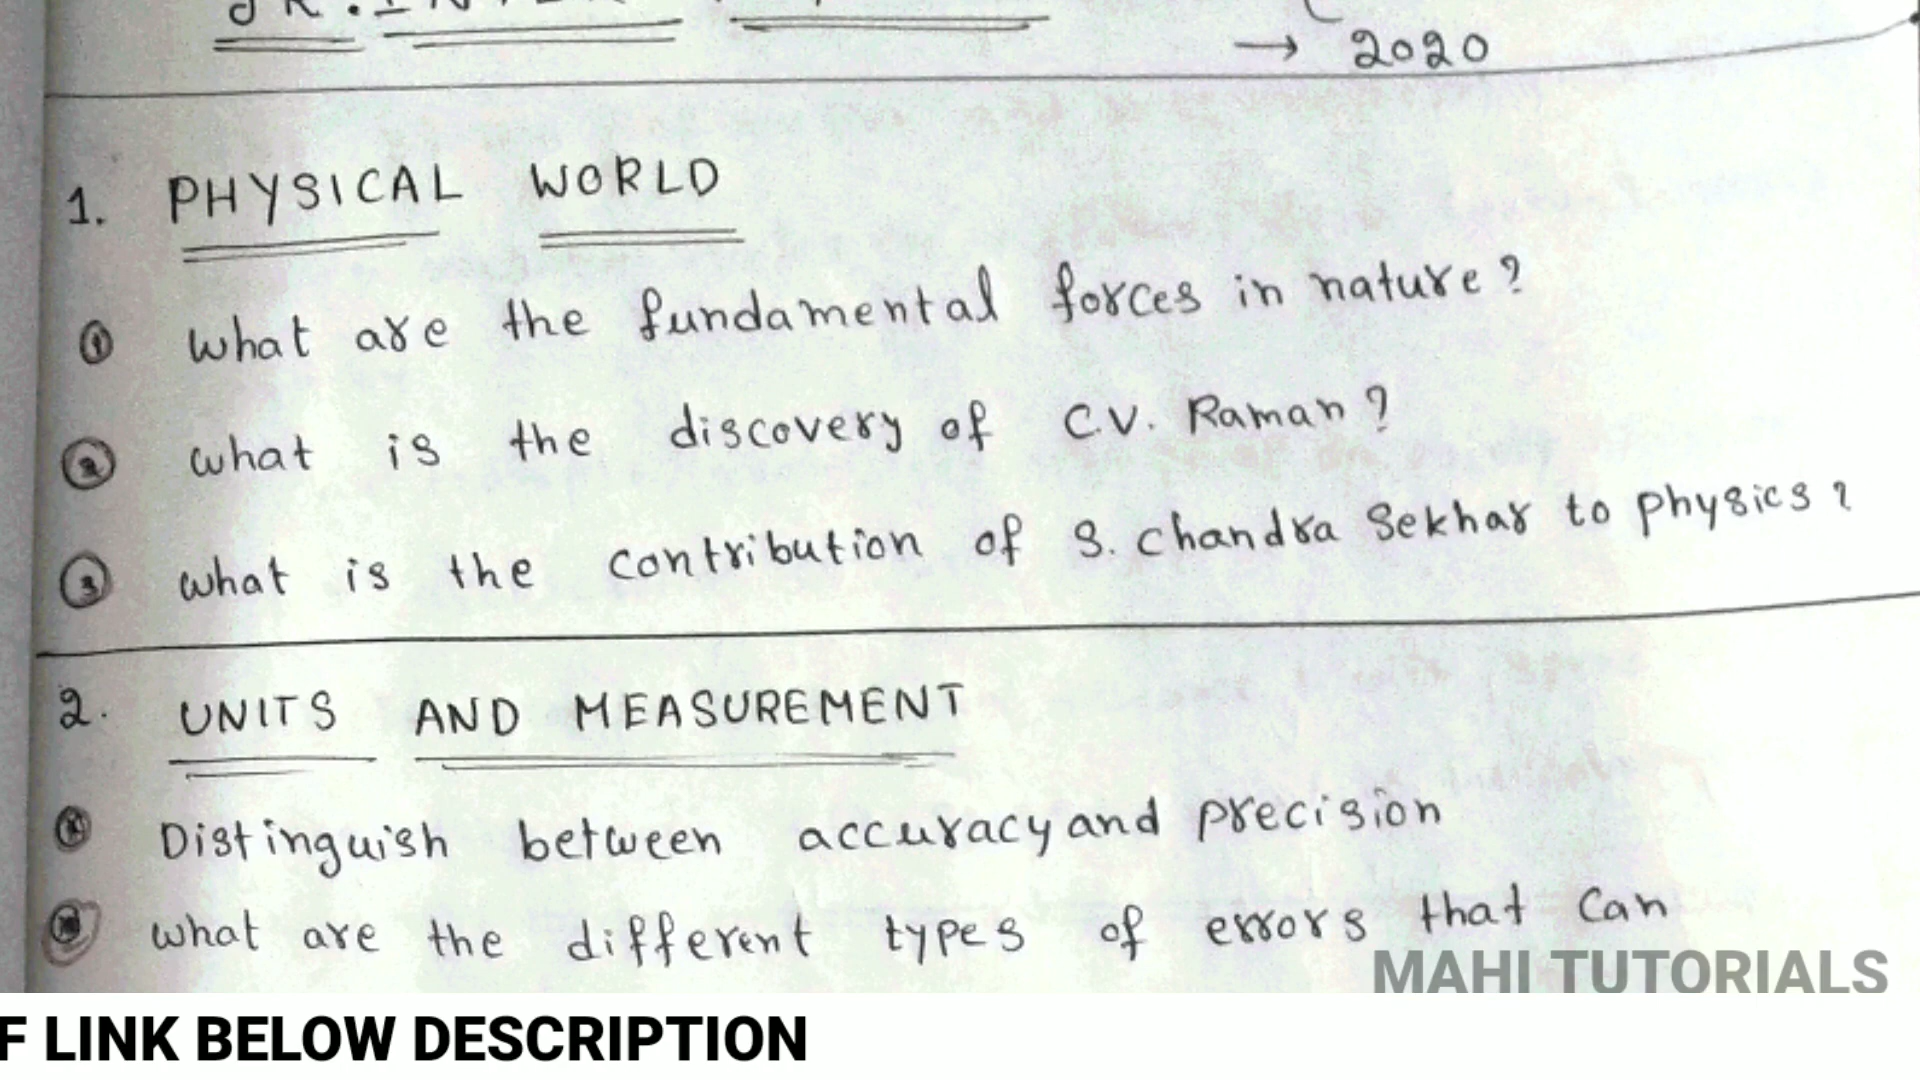 → 2020
1. PHYSICAL WORLD
① what are the fundamental forces in nature?
② what is the discovery of C.V. Raman?
③ what is the contribution of S. Chandra Sekhar to physics?
2. UNITS AND MEASUREMENT
Distinguish between accuracy and precision
what are the different types of errors that can
MAHI TUTORIALS
F LINK BELOW DESCRIPTION